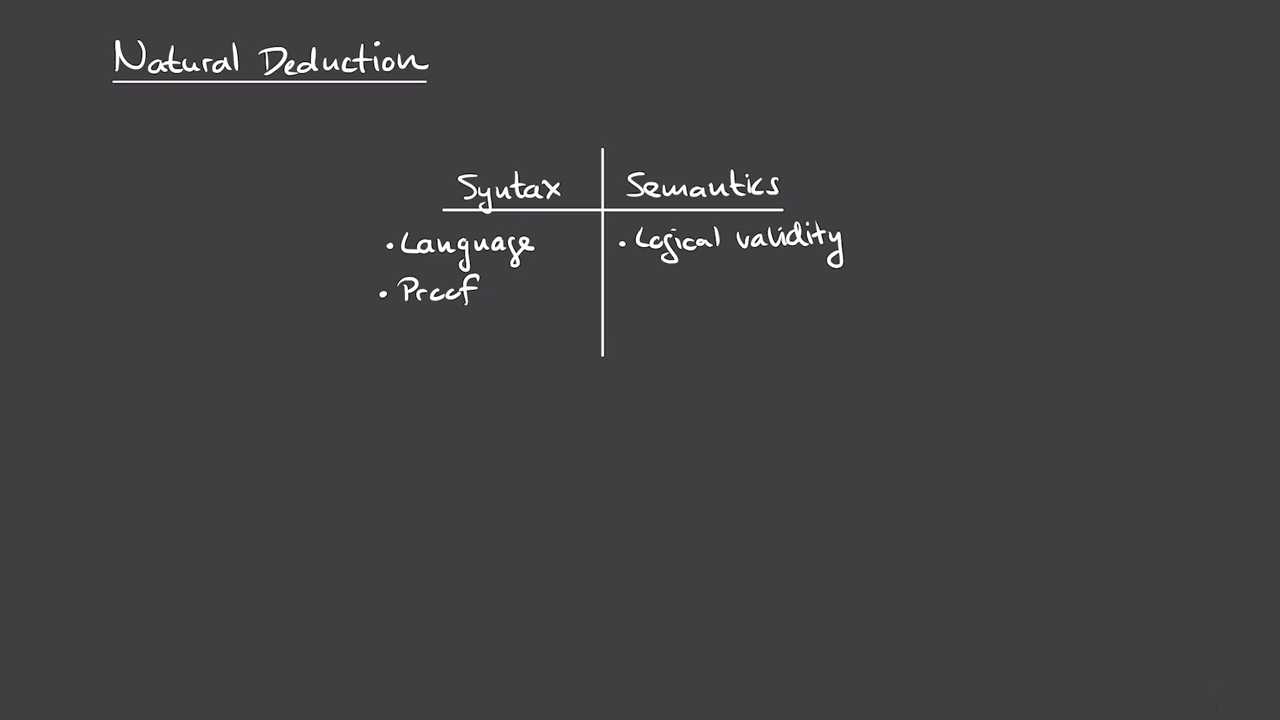 Natural Deduction
Syntax Semantics
• Language • Logical validity
• Proof